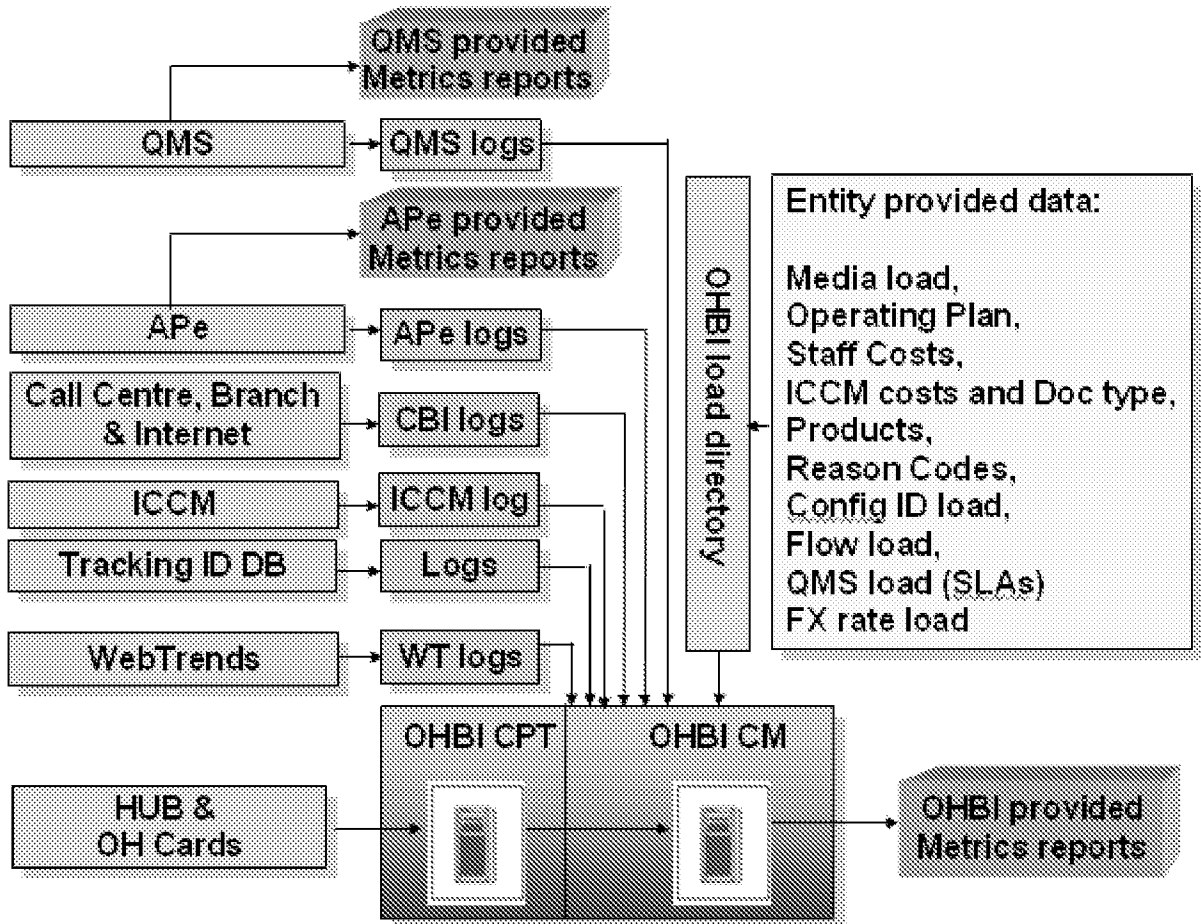 QMS provided
Metrics reports
QMS
QMS logs
APe provided
Metrics reports
APe
APe logs
Call Centre, Branch
& Internet
CBI logs
ICCM
ICCM log
Tracking ID DB
Logs
WebTrends
WT logs
OHBI load directory
Entity provided data:
Media load,
Operating Plan,
Staff Costs,
ICCM costs and Doc type,
Products,
Reason Codes,
Config ID load,
Flow load,
QMS load (SLAs)
FX rate load
OHBI CPT
OHBI CM
HUB &
OH Cards
OHBI provided
Metrics reports